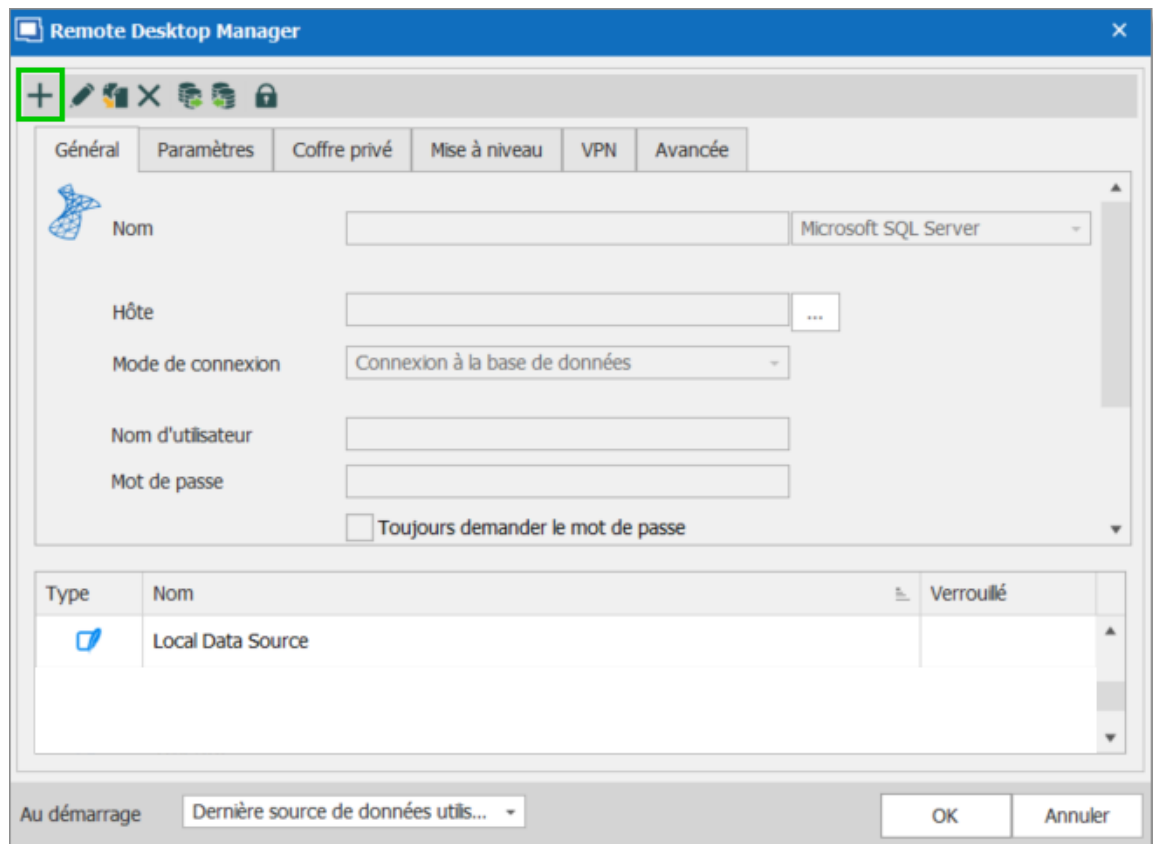 Remote Desktop Manager
Général Paramètres Coffre privé Mise à niveau VPN Avancée
Nom Microsoft SQL Server
Hôte ...
Mode de connexion Connexion à la base de données
Nom d'utilisateur
Mot de passe
Toujours demander le mot de passe
Type Nom Verrouillé
Local Data Source
Au démarrage Dernière source de données utilis... OK Annuler